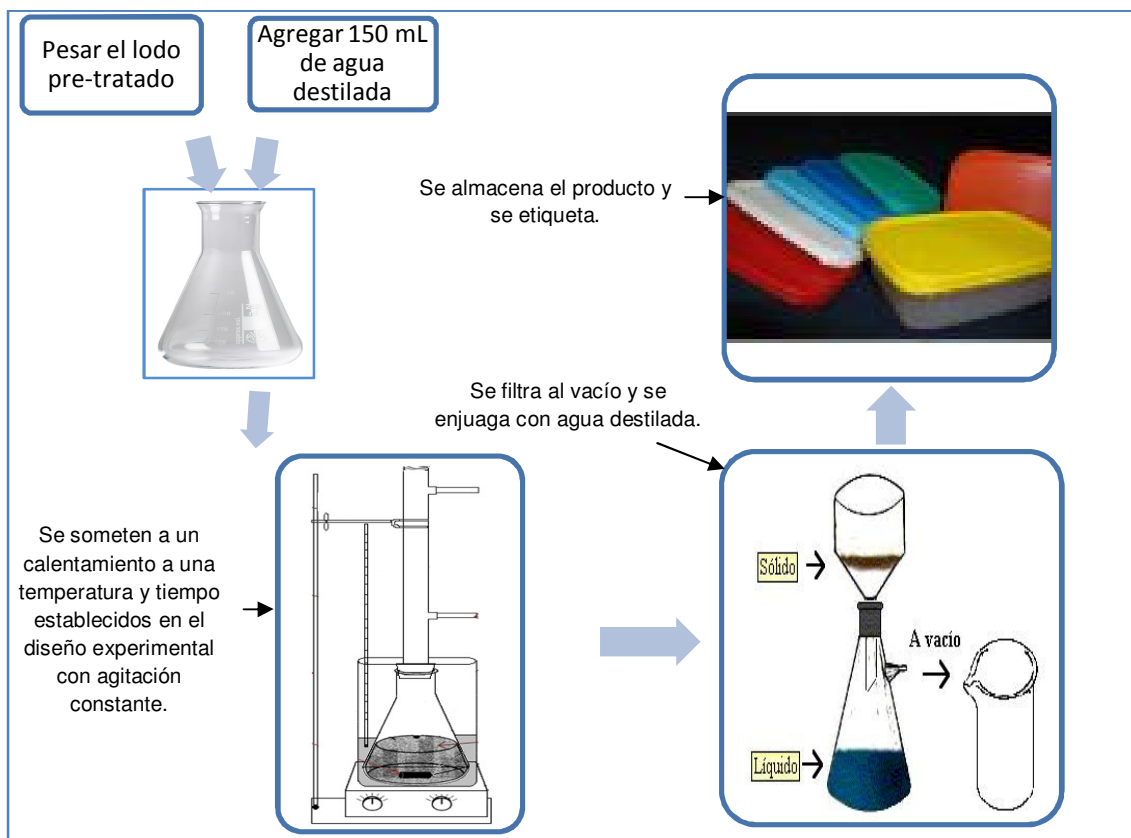 Pesar el lodo
pre-tratado
Agregar 150 mL
de agua
destilada
Se almacena el producto y
se etiqueta.
Se filtra al vacío y se
enjuaga con agua destilada.
Se someten a un
calentamiento a una
temperatura y tiempo
establecidos en el
diseño experimental
con agitación
constante.
Sólido
A vacío
Líquido